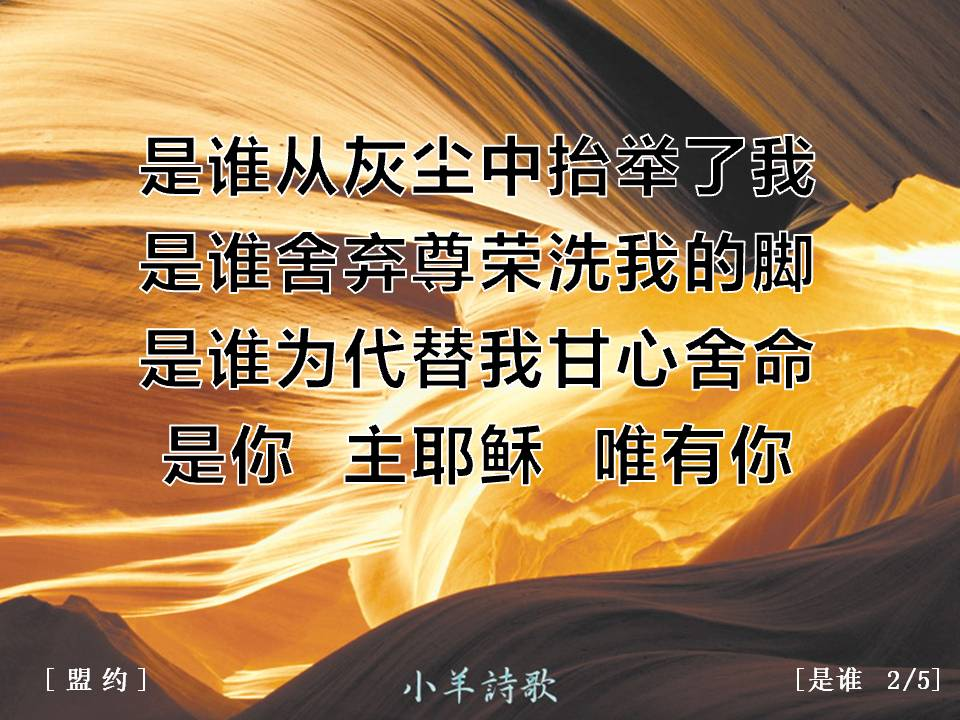 是谁从灰尘中抬举了我
是谁舍弃尊荣洗我的脚
是谁为代替我甘心舍命
是你 主耶稣 唯有你
[ 盟 约 ]
小羊詩歌
[是谁 2/5]